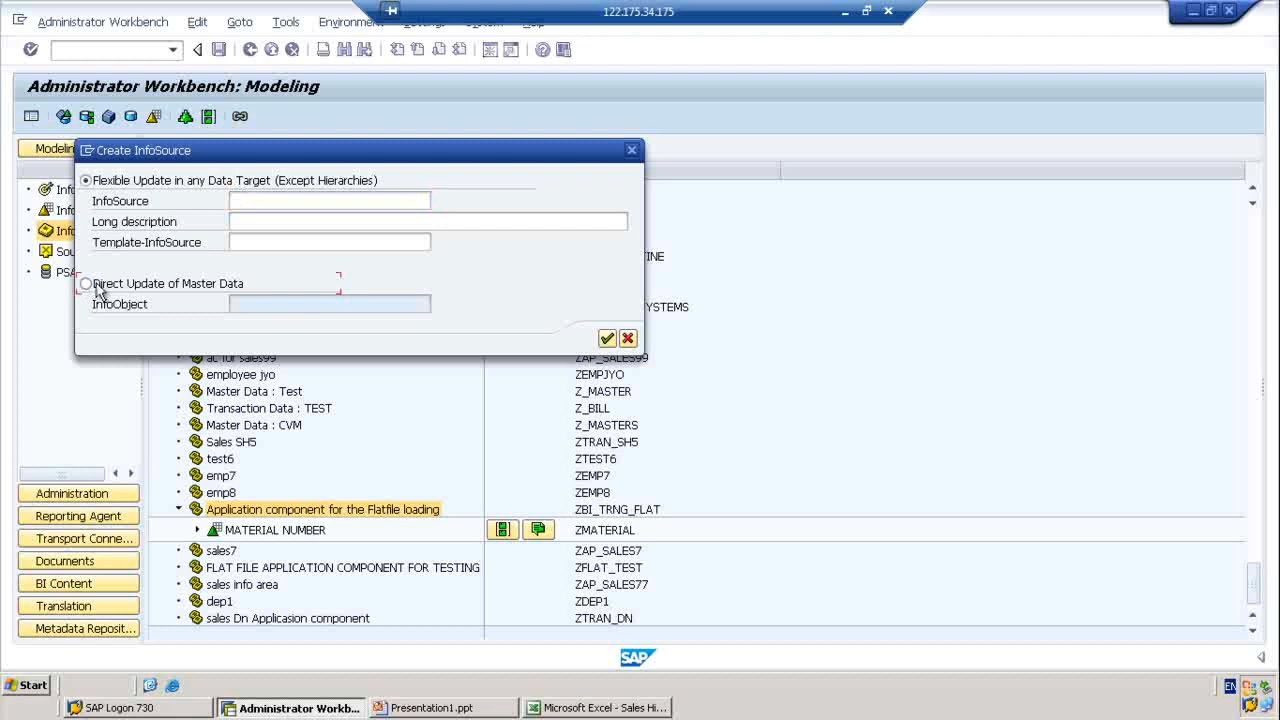 122.175.34.175
Administrator Workbench Edit Goto Tools
Administrator Workbench: Modeling
Create InfoSource
Flexible Update in any Data Target (Except Hierarchies)
InfoSource
Long description
Template-InfoSource
Direct Update of Master Data
InfoObject
ac for sales99 ZAP_SALES99
employee jyo ZEMPJYO
Master Data : Test Z_MASTER
Transaction Data : TEST Z_BILL
Master Data : CVM Z_MASTERS
Sales SH5 ZTRAN_SH5
test6 ZTEST6
emp7 ZEMP7
emp8 ZEMP8
Application component for the Flatfile loading ZBI_TRNG_FLAT
MATERIAL NUMBER ZMATERIAL
sales7 ZAP_SALES7
FLAT FILE APPLICATION COMPONENT FOR TESTING ZFLAT_TEST
sales info area ZAP_SALES77
dep1 ZDEP1
sales Dn Applicasion component ZTRAN_DN
Administration
Reporting Agent
Transport Conne...
Documents
BI Content
Translation
Metadata Reposit...
SAP
Start EN
SAP Logon 730 Administrator Workb... Presentation1.ppt Microsoft Excel - Sales Hi...